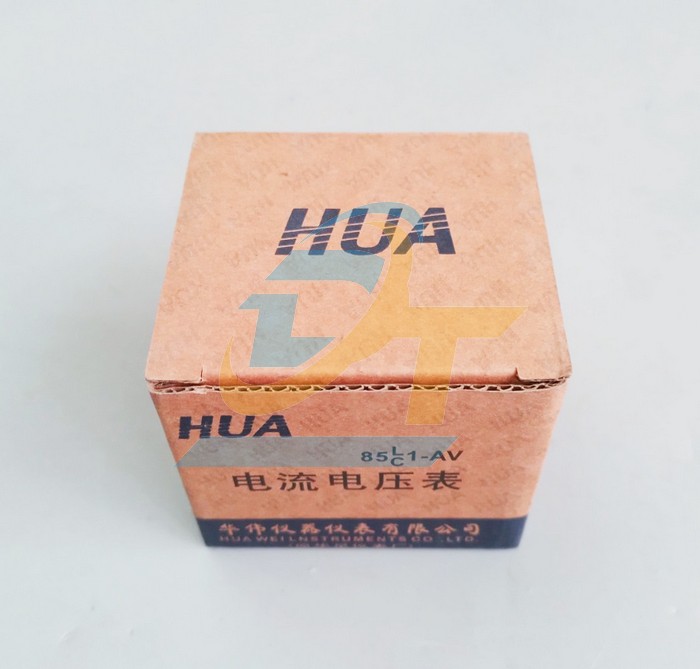 HUA
HUA
85L/C1-AV
电流电压表
华伟仪器仪表有限公司
HUA WEI LNSTRUMENTS CO.,LTD.